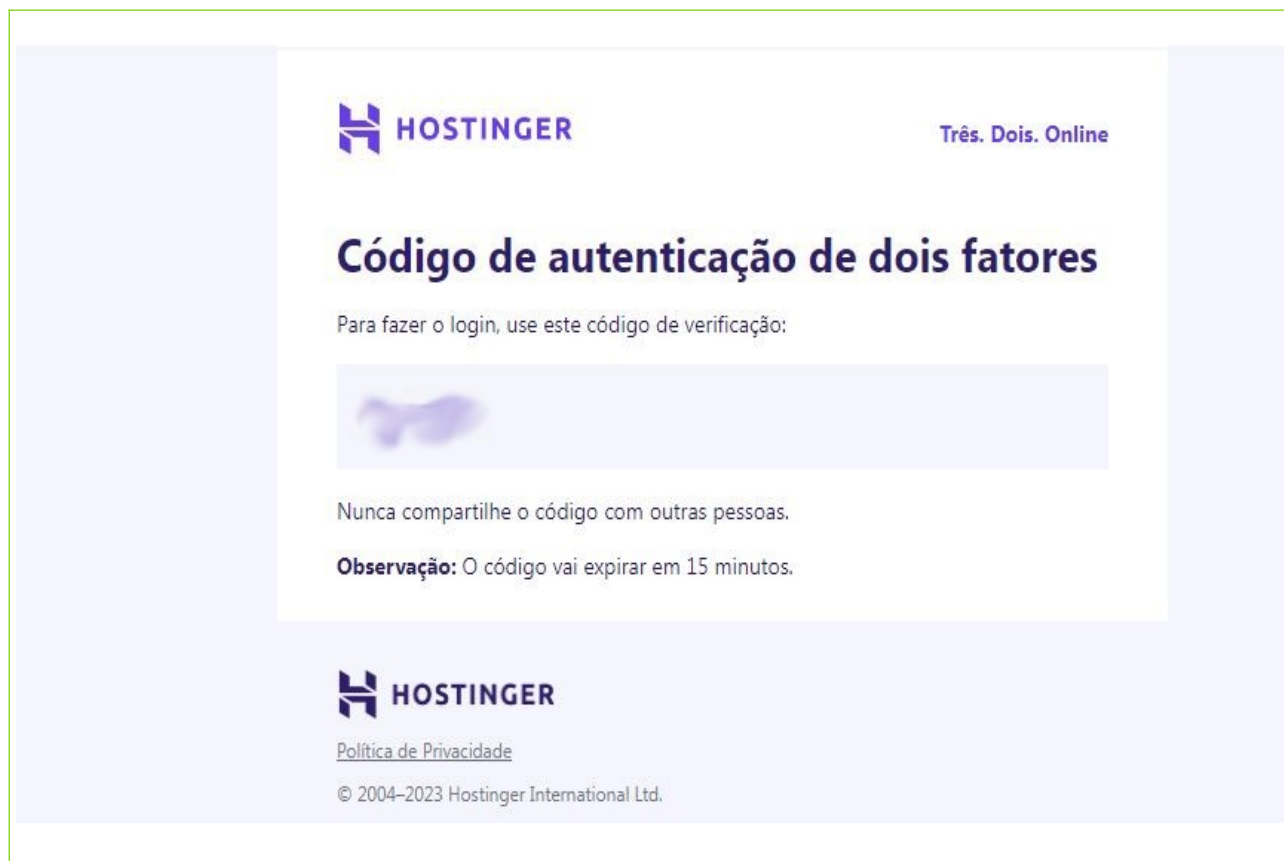 HOSTINGER
Três. Dois. Online
Código de autenticação de dois fatores
Para fazer o login, use este código de verificação:
Nunca compartilhe o código com outras pessoas.
Observação: O código vai expirar em 15 minutos.
HOSTINGER
Política de Privacidade
© 2004–2023 Hostinger International Ltd.